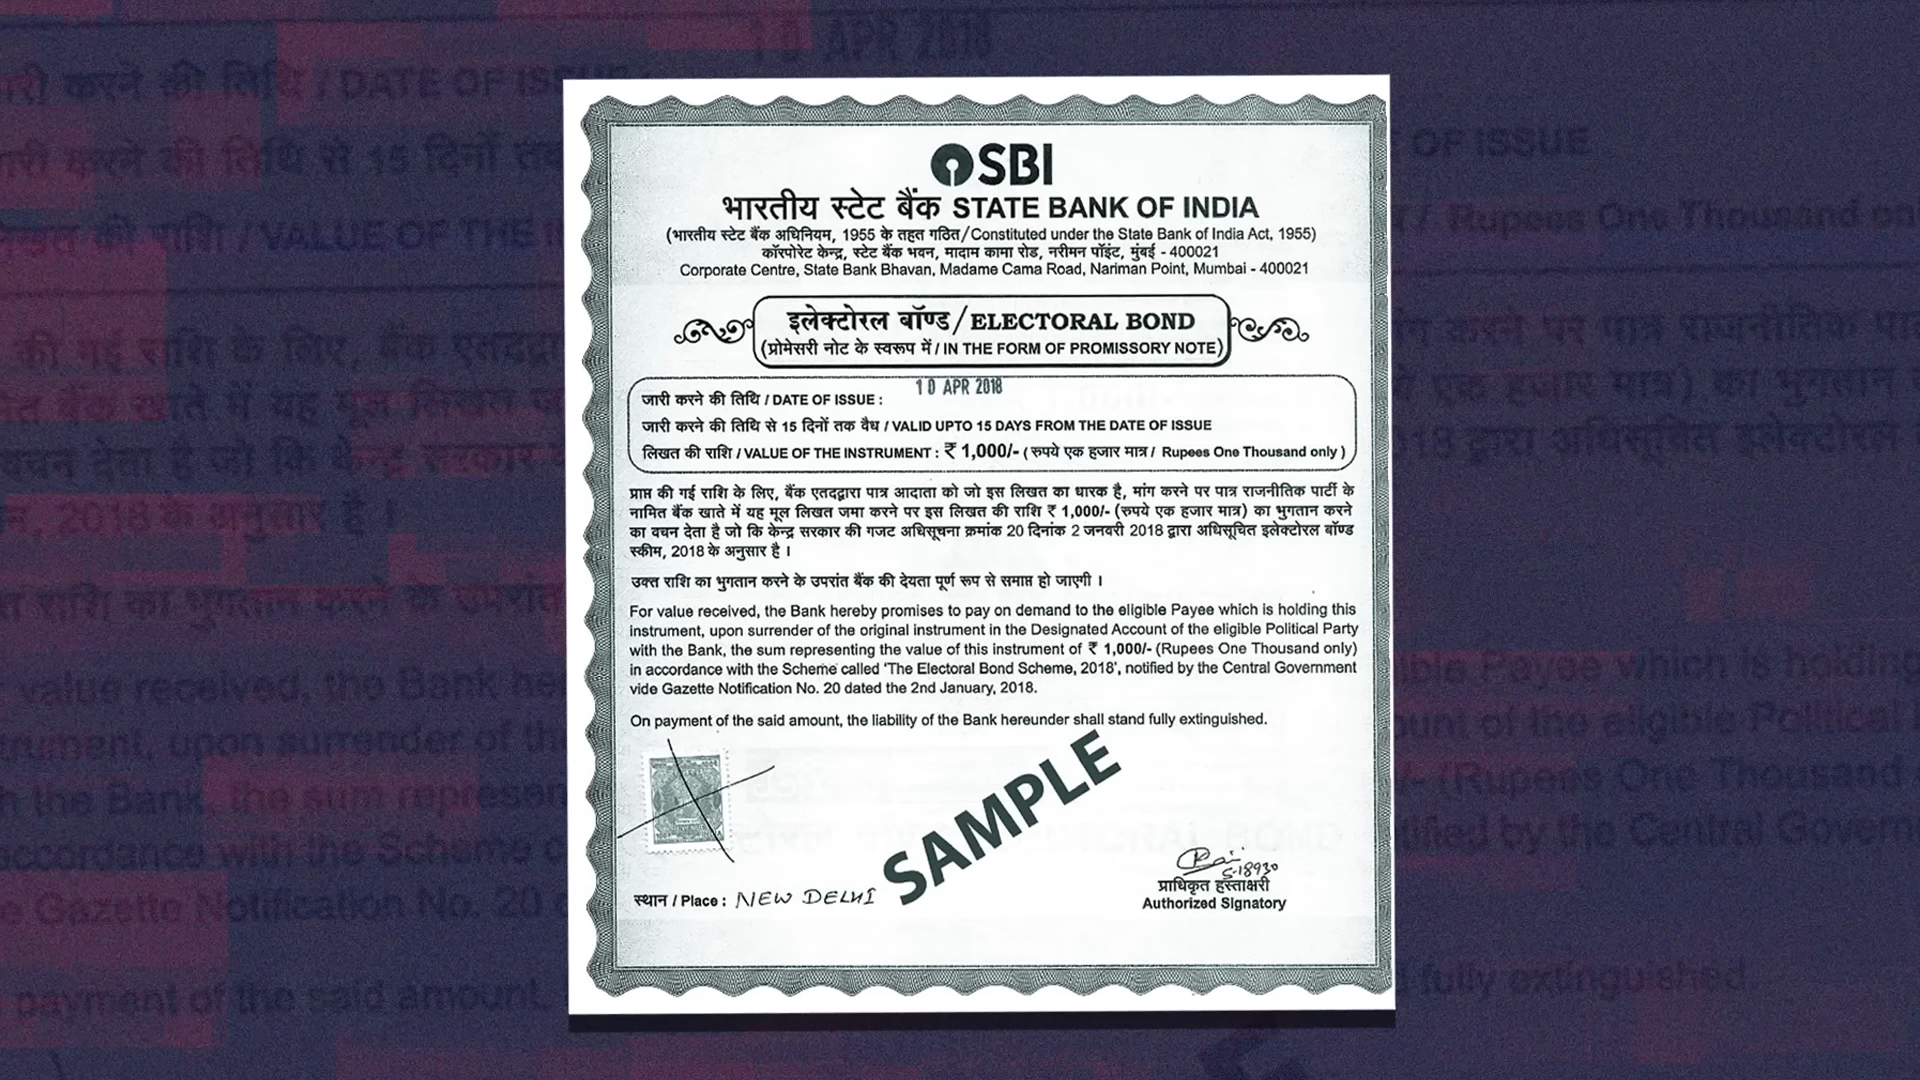 SBI
भारतीय स्टेट बैंक STATE BANK OF INDIA
(भारतीय स्टेट बैंक अधिनियम, 1955 के तहत गठित/Constituted under the State Bank of India Act, 1955)
कॉरपोरेट केन्द्र, स्टेट बैंक भवन, मादाम कामा रोड, नरीमन पॉइंट, मुंबई - 400021
Corporate Centre, State Bank Bhavan, Madame Cama Road, Nariman Point, Mumbai - 400021
इलेक्टोरल बॉण्ड/ELECTORAL BOND
(प्रोमेसरी नोट के स्वरूप में/ IN THE FORM OF PROMISSORY NOTE)
10 APR 2018
जारी करने की तिथि / DATE OF ISSUE :
जारी करने की तिथि से 15 दिनों तक वैध / VALID UPTO 15 DAYS FROM THE DATE OF ISSUE
लिखत की राशि / VALUE OF THE INSTRUMENT : ₹ 1,000/- ( रुपये एक हजार मात्र / Rupees One Thousand only )
प्राप्त की गई राशि के लिए, बैंक एतदद्वारा पात्र आदाता को जो इस लिखत का धारक है, मांग करने पर पात्र राजनीतिक पार्टी के
नामित बैंक खाते में यह मूल लिखत जमा करने पर इस लिखत की राशि ₹ 1,000/- (रुपये एक हजार मात्र) का भुगतान करने
का वचन देता है जो कि केन्द्र सरकार की गजट अधिसूचना क्रमांक 20 दिनांक 2 जनवरी 2018 द्वारा अधिसूचित इलेक्टोरल बॉण्ड
स्कीम, 2018 के अनुसार है ।
उक्त राशि का भुगतान करने के उपरांत बैंक की देयता पूर्ण रूप से समाप्त हो जाएगी ।
For value received, the Bank hereby promises to pay on demand to the eligible Payee which is holding this
instrument, upon surrender of the original instrument in the Designated Account of the eligible Political Party
with the Bank, the sum representing the value of this instrument of ₹ 1,000/- (Rupees One Thousand only)
in accordance with the Scheme called 'The Electoral Bond Scheme, 2018', notified by the Central Government
vide Gazette Notification No. 20 dated the 2nd January, 2018.
On payment of the said amount, the liability of the Bank hereunder shall stand fully extinguished.
SAMPLE
S-18930
प्राधिकृत हस्ताक्षरी
Authorized Signatory
स्थान / Place : NEW DELHI